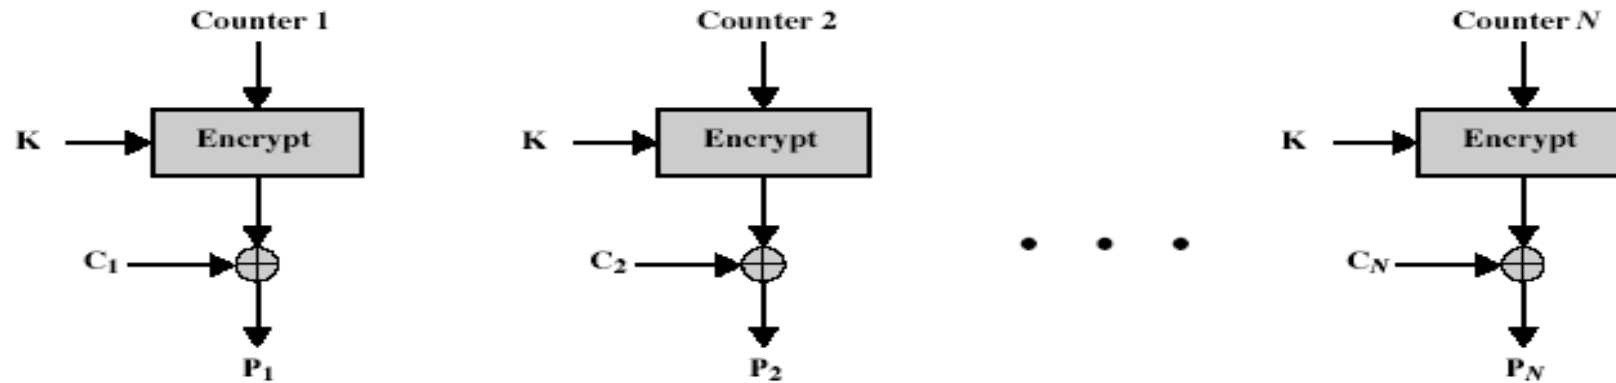 Counter 1 Counter 2 Counter N
K Encrypt K Encrypt K Encrypt
C1 C2 CN
P1 P2 PN